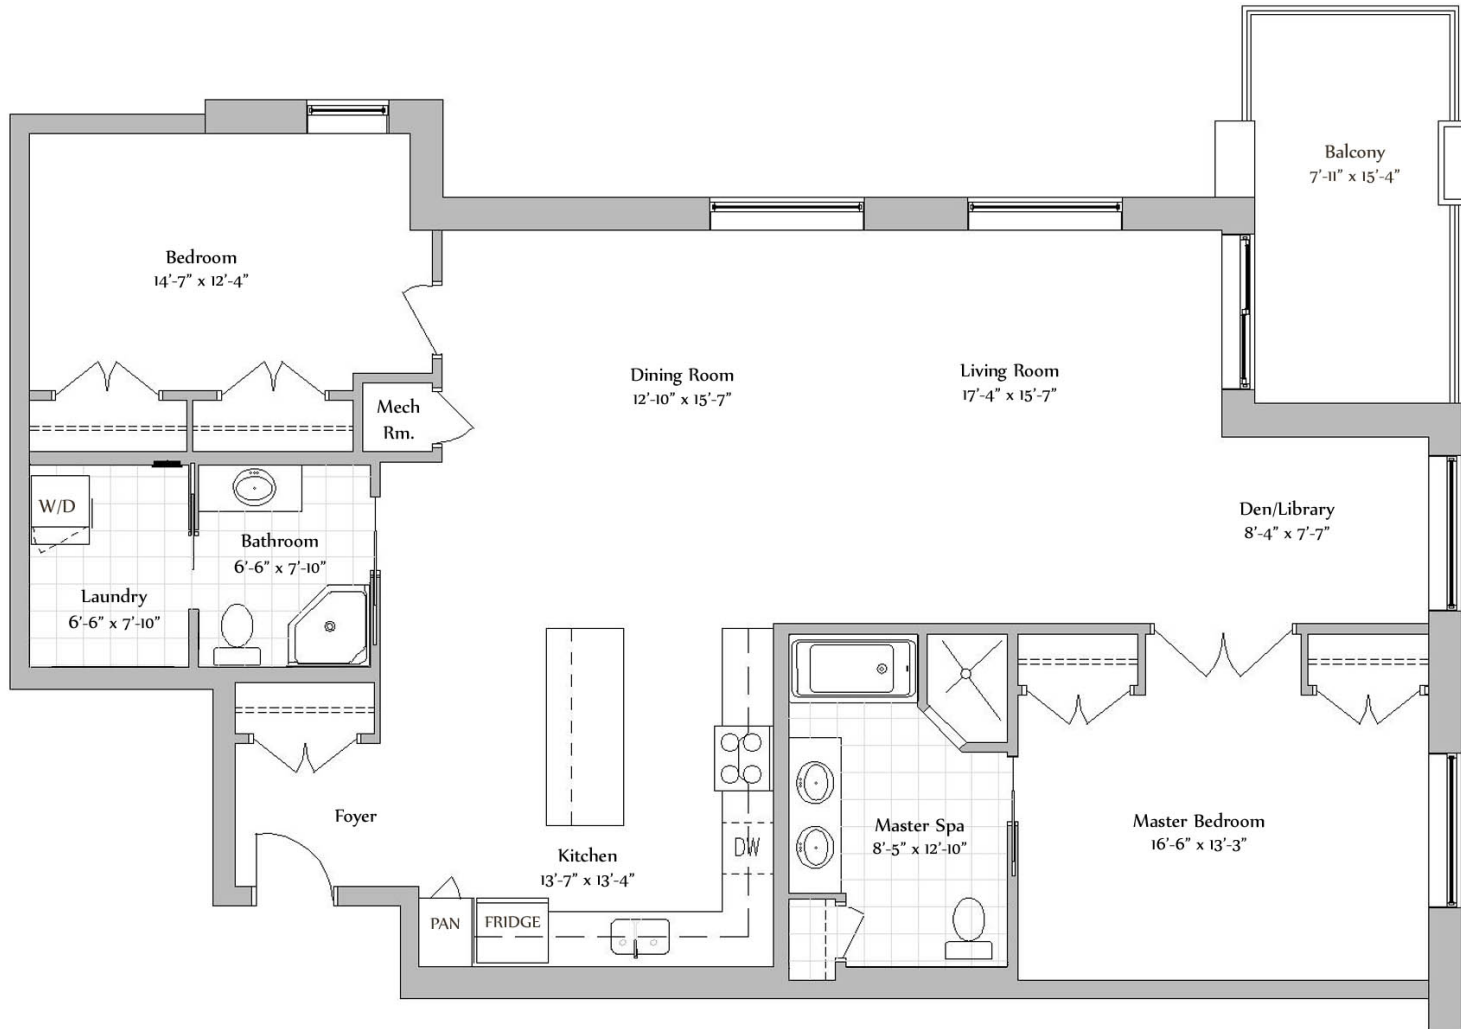 Balcony
7'-11" x 15'-4"
Bedroom
14'-7" x 12'-4"
Dining Room
12'-10" x 15'-7"
Living Room
17'-4" x 15'-7"
Mech
Rm.
W/D
Bathroom
6'-6" x 7'-10"
Laundry
6'-6" x 7'-10"
Den/Library
8'-4" x 7'-7"
Foyer
Kitchen
13'-7" x 13'-4"
DW
PAN
FRIDGE
Master Spa
8'-5" x 12'-10"
Master Bedroom
16'-6" x 13'-3"